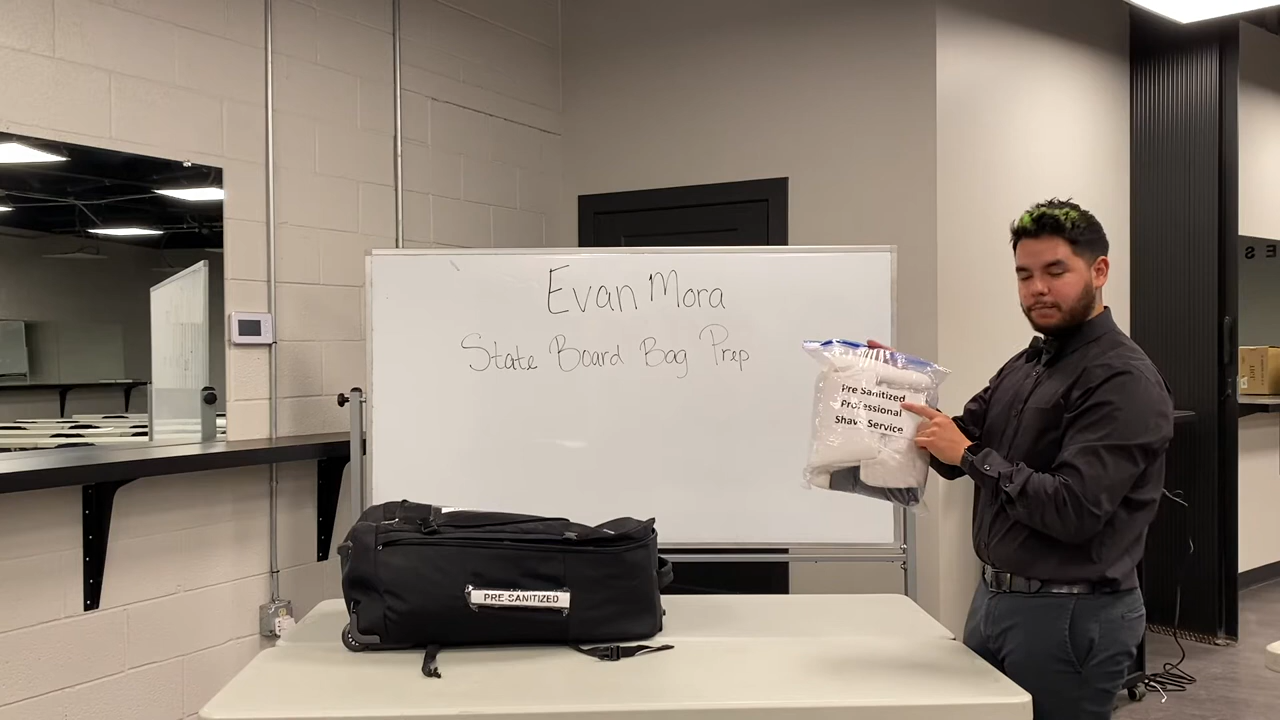 Evan Mora
State Board Bag Prep
Pre Sanitized
Professional
Shave Service
PRE-SANITIZED